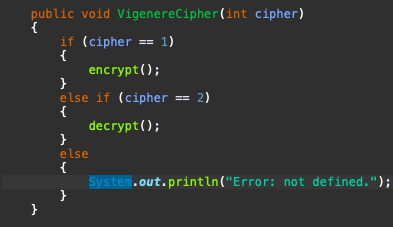 public void VigenereCipher(int cipher)
{
    if (cipher == 1)
    {
        encrypt();
    }
    else if (cipher == 2)
    {
        decrypt();
    }
    else
    {
        System.out.println("Error: not defined.");
    }
}